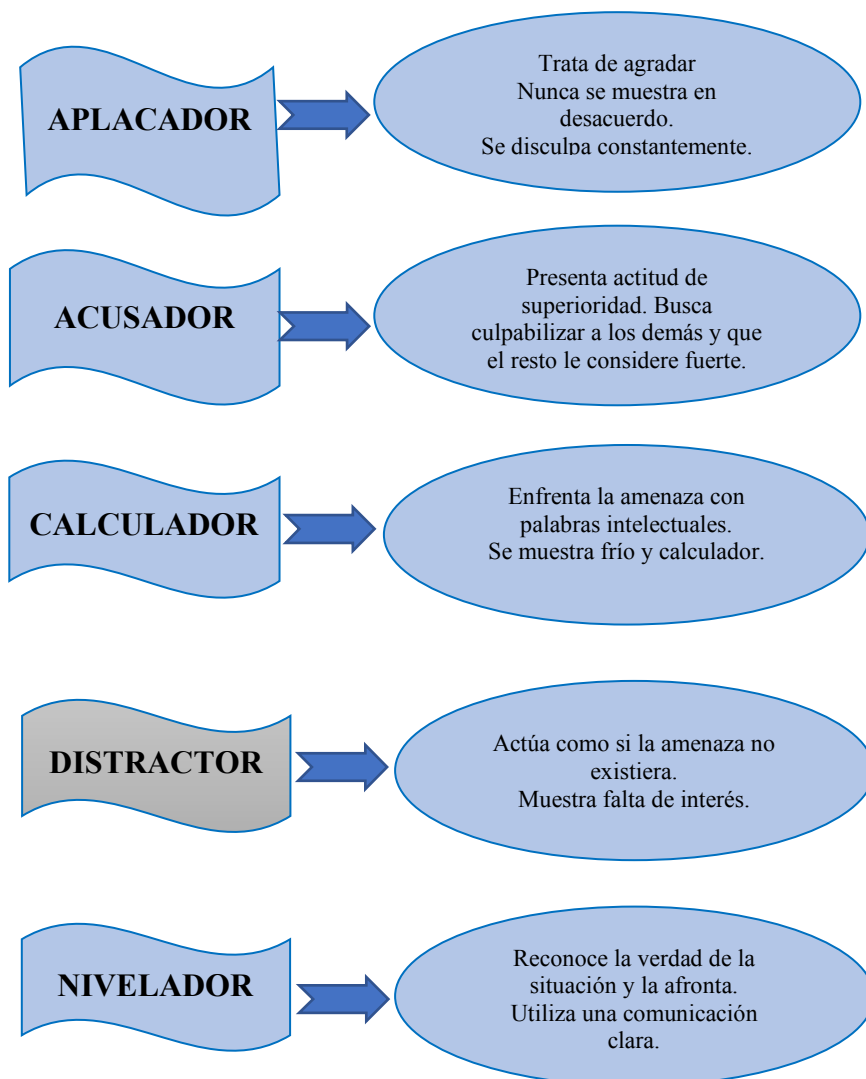 APLACADOR
Trata de agradar
Nunca se muestra en
desacuerdo.
Se disculpa constantemente.
ACUSADOR
Presenta actitud de
superioridad. Busca
culpabilizar a los demás y que
el resto le considere fuerte.
CALCULADOR
Enfrenta la amenaza con
palabras intelectuales.
Se muestra frío y calculador.
DISTRACTOR
Actúa como si la amenaza no
existiera.
Muestra falta de interés.
NIVELADOR
Reconoce la verdad de la
situación y la afronta.
Utiliza una comunicación
clara.